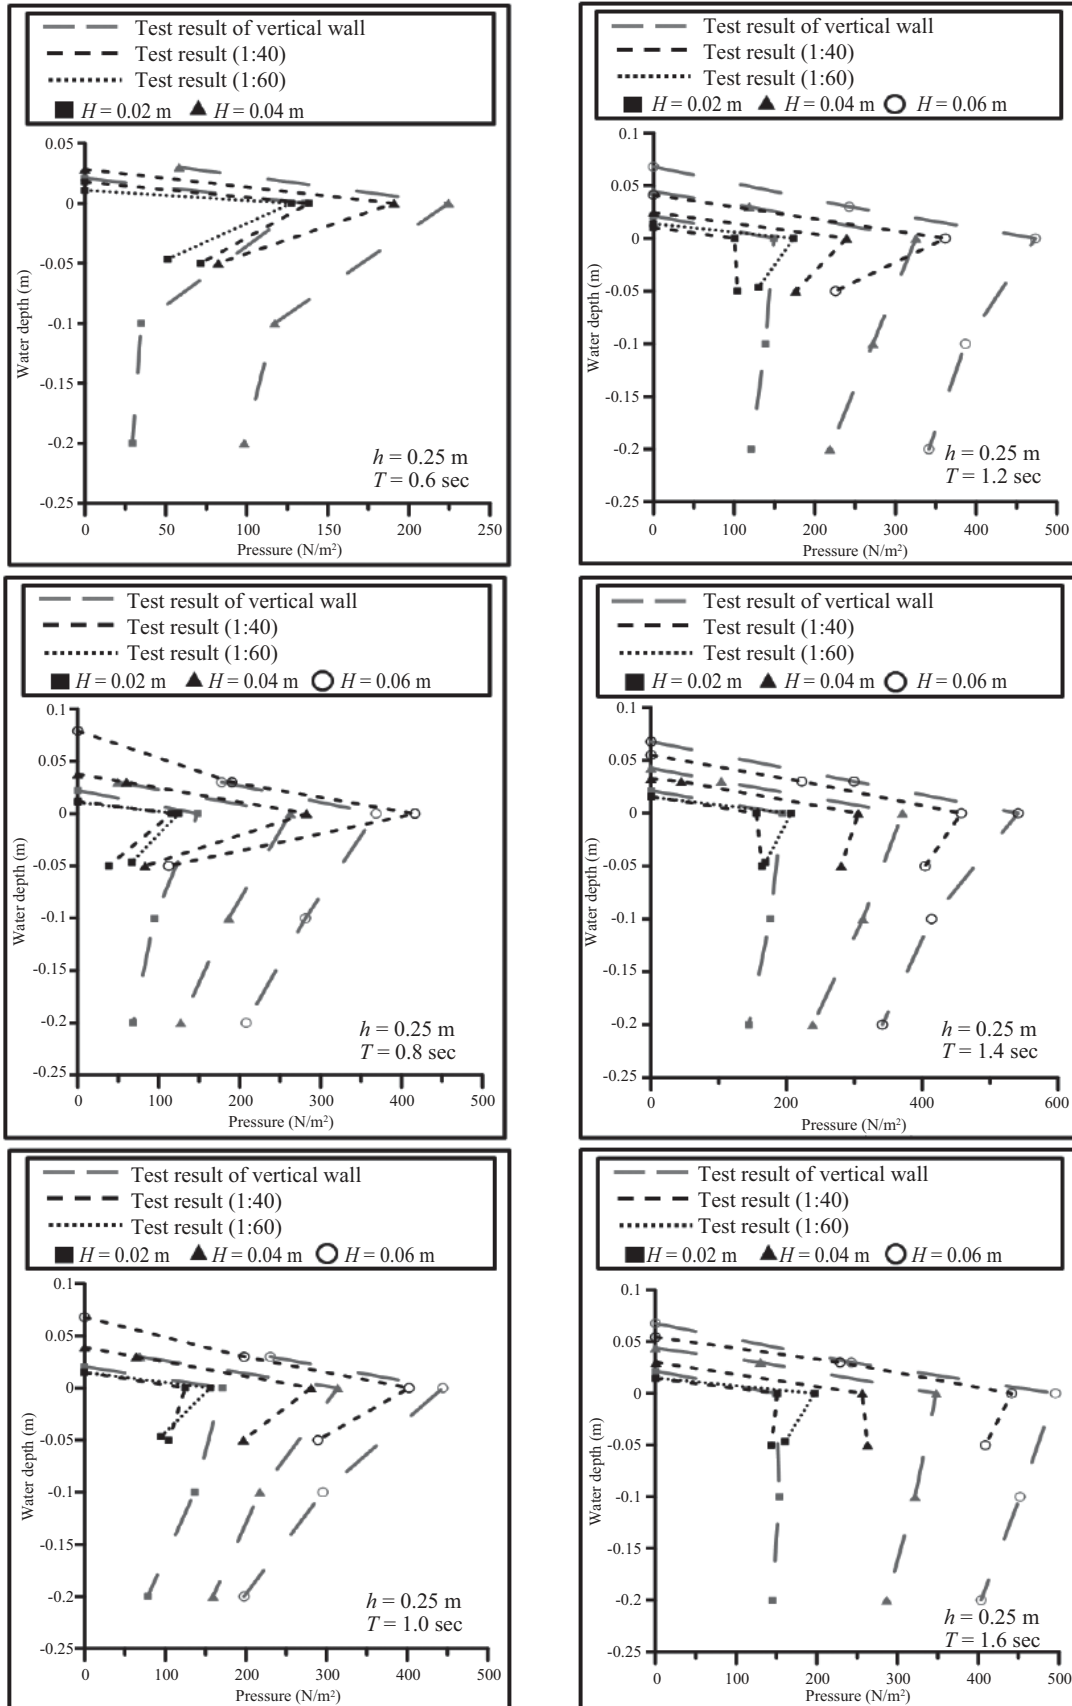 Test result of vertical wall
Test result (1:40)
Test result (1:60)
H = 0.02 m H = 0.04 m
0.05
0
-0.05
-0.1
-0.15
-0.2
-0.25
Water depth (m)
h = 0.25 m
T = 0.6 sec
0 50 100 150 200 250
Pressure (N/m²)
Test result of vertical wall
Test result (1:40)
Test result (1:60)
H = 0.02 m H = 0.04 m H = 0.06 m
0.1
0.05
0
-0.05
-0.1
-0.15
-0.2
-0.25
Water depth (m)
h = 0.25 m
T = 1.2 sec
0 100 200 300 400 500
Pressure (N/m²)
Test result of vertical wall
Test result (1:40)
Test result (1:60)
H = 0.02 m H = 0.04 m H = 0.06 m
0.1
0.05
0
-0.05
-0.1
-0.15
-0.2
-0.25
Water depth (m)
h = 0.25 m
T = 0.8 sec
0 100 200 300 400 500
Pressure (N/m²)
Test result of vertical wall
Test result (1:40)
Test result (1:60)
H = 0.02 m H = 0.04 m H = 0.06 m
0.1
0.05
0
-0.05
-0.1
-0.15
-0.2
-0.25
Water depth (m)
h = 0.25 m
T = 1.4 sec
0 200 400 600
Pressure (N/m²)
Test result of vertical wall
Test result (1:40)
Test result (1:60)
H = 0.02 m H = 0.04 m H = 0.06 m
0.1
0.05
0
-0.05
-0.1
-0.15
-0.2
-0.25
Water depth (m)
h = 0.25 m
T = 1.0 sec
0 100 200 300 400 500
Pressure (N/m²)
Test result of vertical wall
Test result (1:40)
Test result (1:60)
H = 0.02 m H = 0.04 m H = 0.06 m
0.1
0.05
0
-0.05
-0.1
-0.15
-0.2
-0.25
Water depth (m)
h = 0.25 m
T = 1.6 sec
0 100 200 300 400 500
Pressure (N/m²)